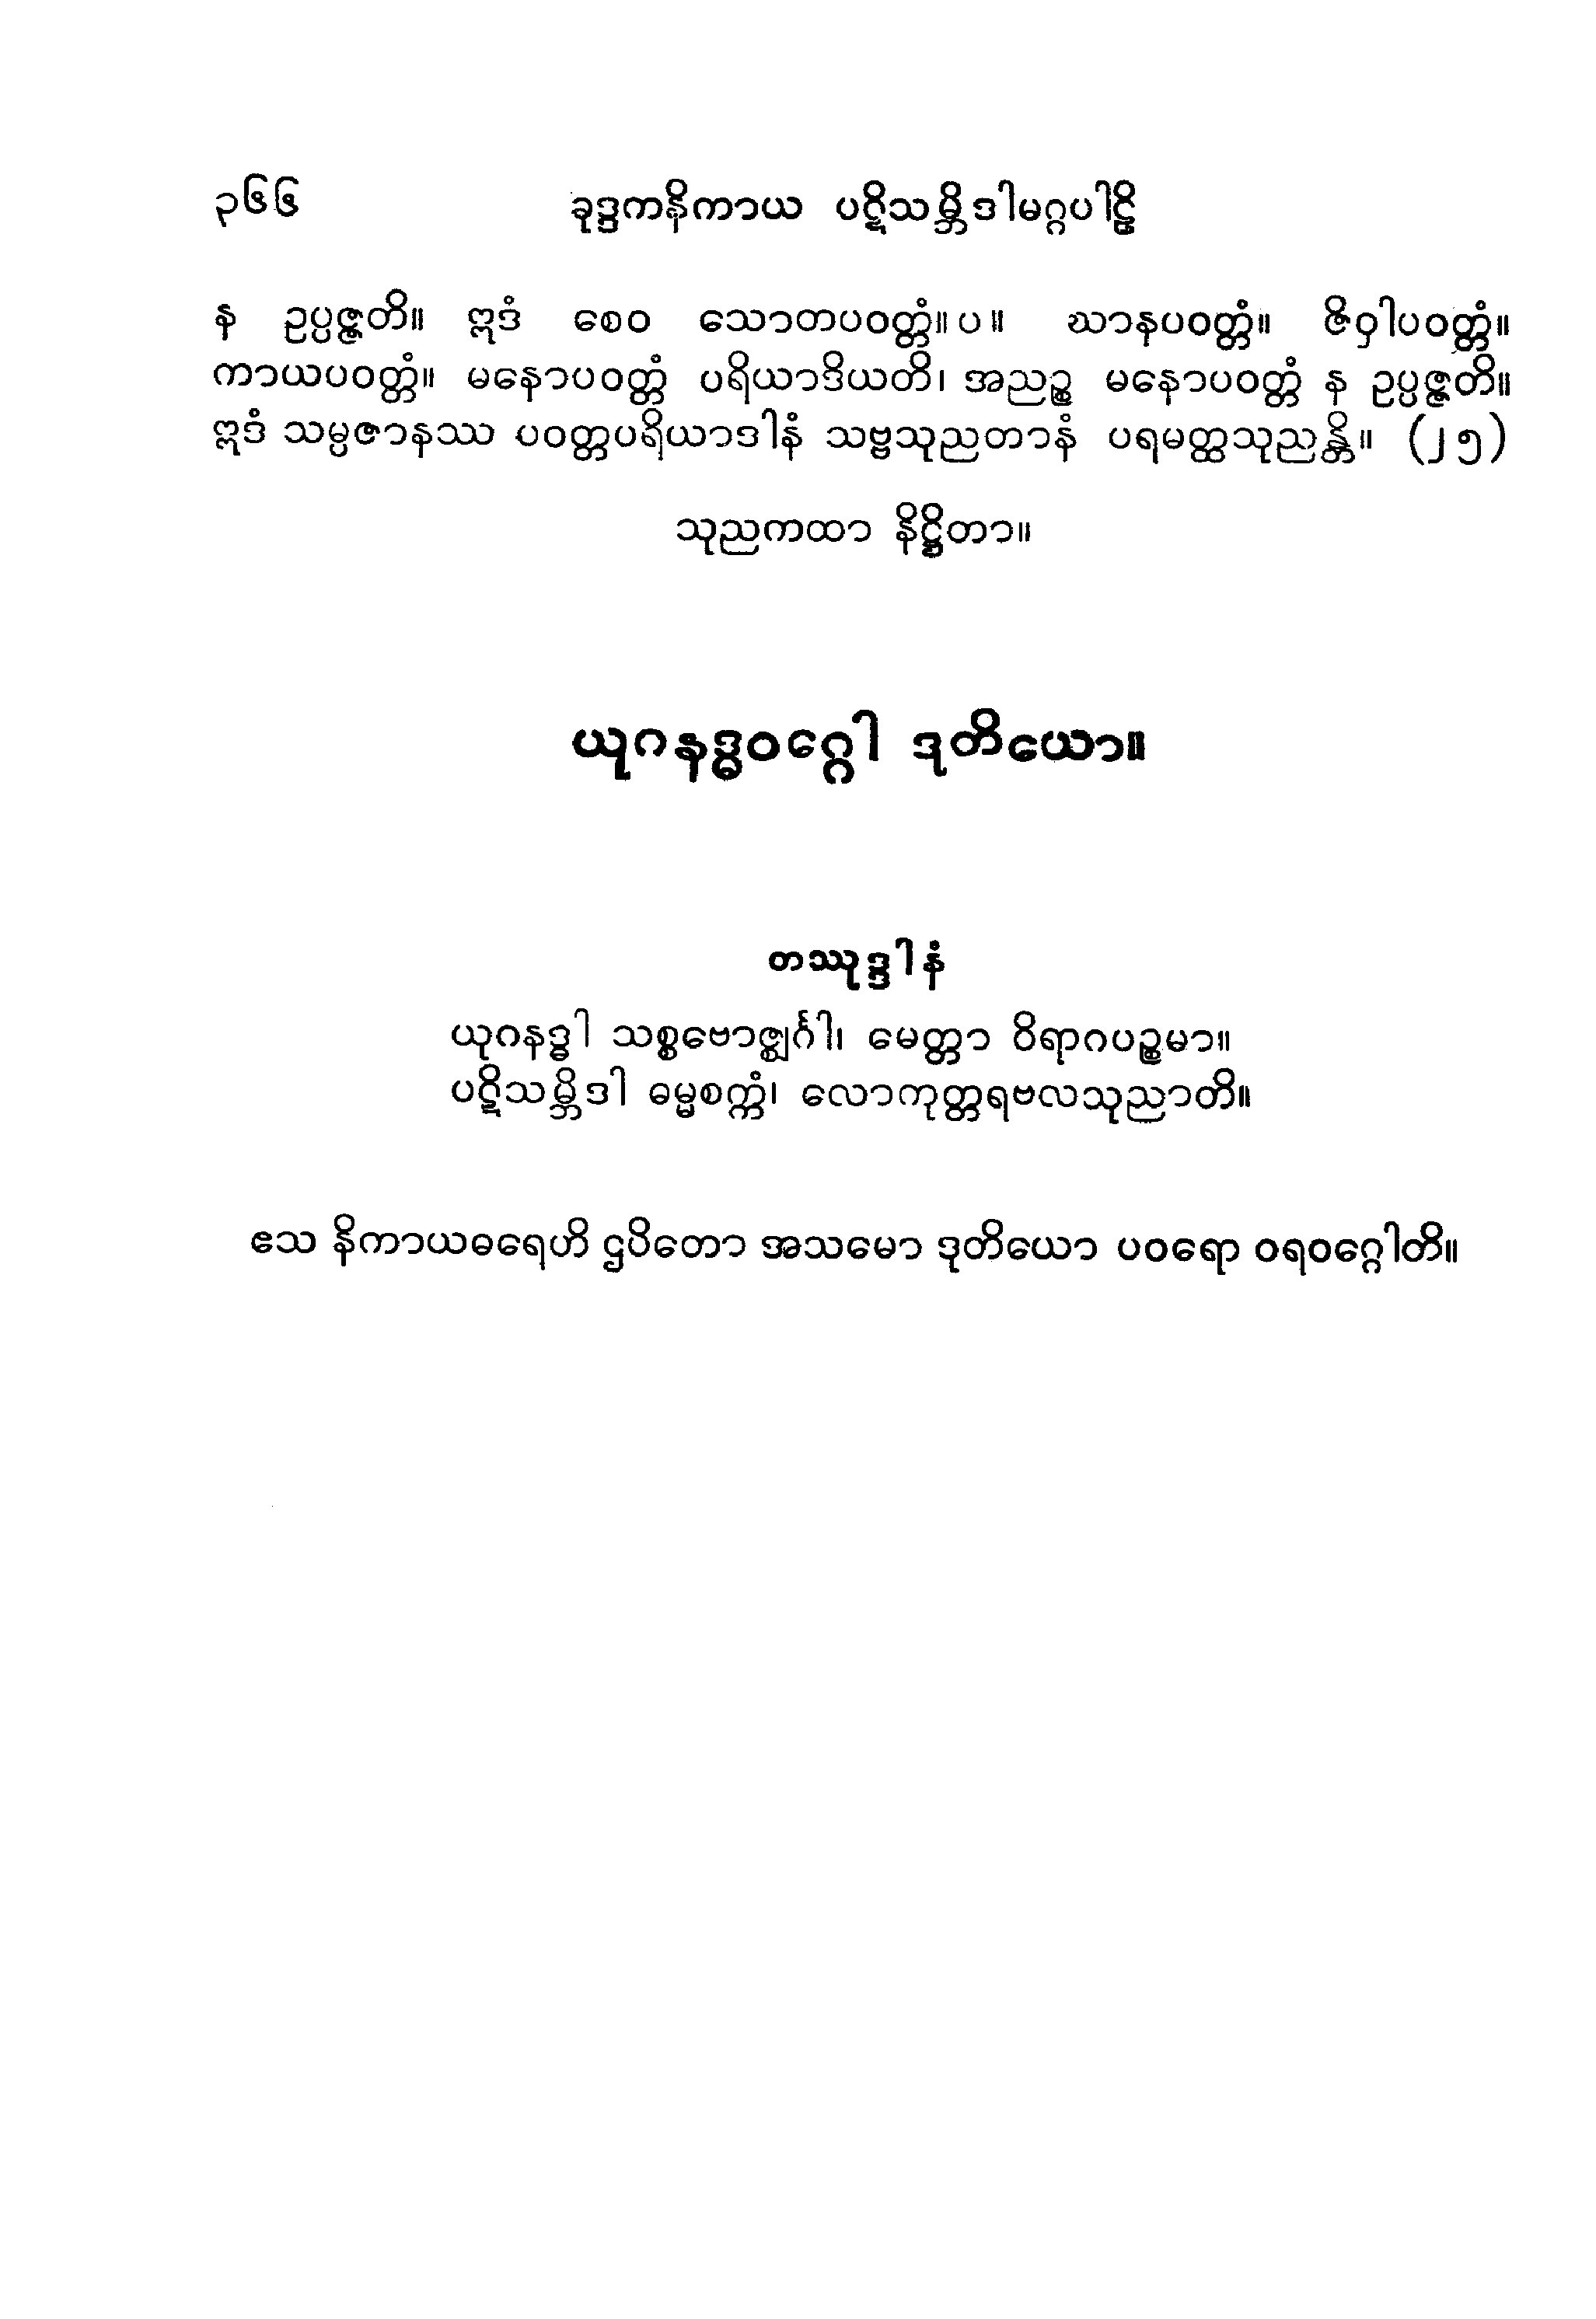 ၃၆၆ ခုဒ္ဒကနိကာယ ပဋိသမ္ဘိဒါမဂ္ဂပါဠိ
န ဥပ္ပဇ္ဇတိ။ ဣဒံ စေဝ သောတပဝတ္တံ။ပ။ ဃာနပဝတ္တံ။ ဇိဝှါပဝတ္တံ။
ကာယပဝတ္တံ။ မနောပဝတ္တံ ပရိယာဒိယတိ၊ အညဉ္စ မနောပဝတ္တံ န ဥပ္ပဇ္ဇတိ။
ဣဒံ သမ္ပဇာနဿ ပဝတ္တပရိယာဒါနံ သဗ္ဗသုညတာနံ ပရမတ္ထသုညန္တိ။ (၂၅)
သုညကထာ နိဋ္ဌိတာ။
ယုဂနဒ္ဓဝဂ္ဂေါ ဒုတိယော။
တဿုဒ္ဒါနံ
ယုဂနဒ္ဓါ သစ္စဗောဇ္ဈင်္ဂါ၊ မေတ္တာ ဝိရာဂပဉ္စမာ။
ပဋိသမ္ဘိဒါ ဓမ္မစက္ကံ၊ လောကုတ္တရဗလသုညာတိ။
ဧသ နိကာယဓရေဟိ ဌပိတော အသမော ဒုတိယော ပဝရော ဝရဝဂ္ဂေါတိ။